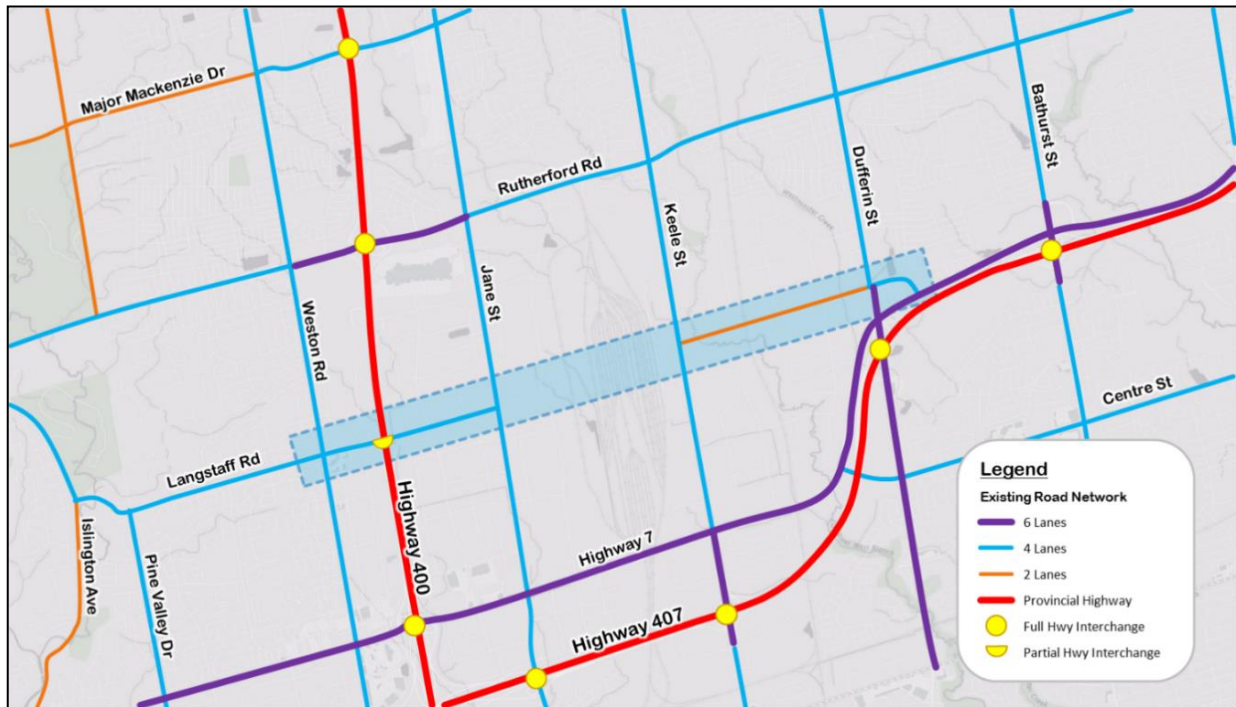 Major Mackenzie Dr
Rutherford Rd
Weston Rd
Jane St
Keele St
Dufferin St
Bathurst St
Langstaff Rd
Highway 400
Centre St
Islington Ave
Pine Valley Dr
Highway 7
Highway 407
Legend
Existing Road Network
6 Lanes
4 Lanes
2 Lanes
Provincial Highway
Full Hwy Interchange
Partial Hwy Interchange